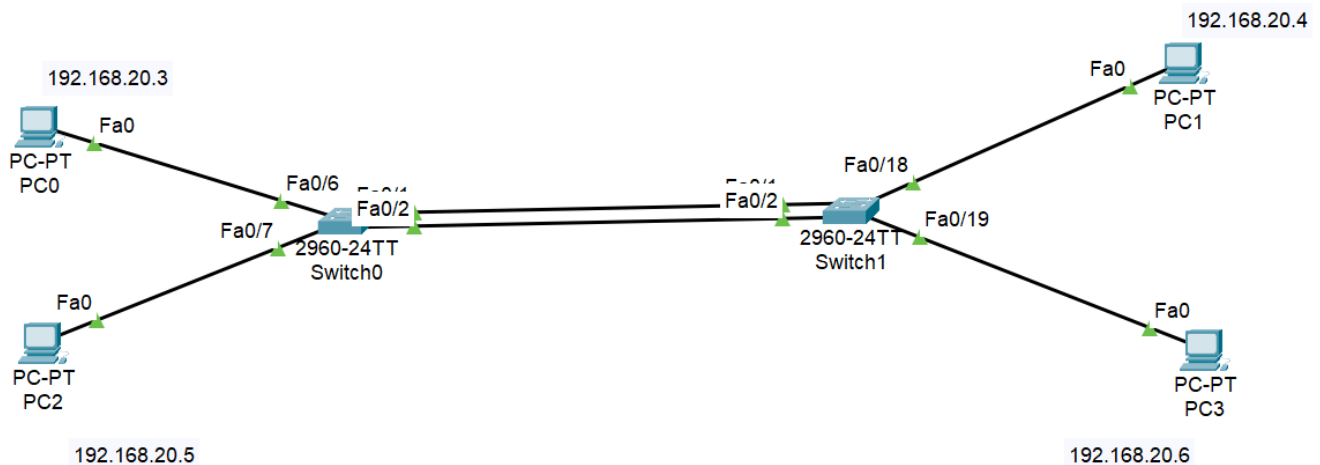 192.168.20.4
192.168.20.3
Fa0
PC-PT
PC1
Fa0
PC-PT
PC0
Fa0/6
Fa0/18
Fa0/2
Fa0/2
Fa0/7
Fa0/19
2960-24TT
Switch0
2960-24TT
Switch1
Fa0
PC-PT
PC2
Fa0
PC-PT
PC3
192.168.20.5
192.168.20.6